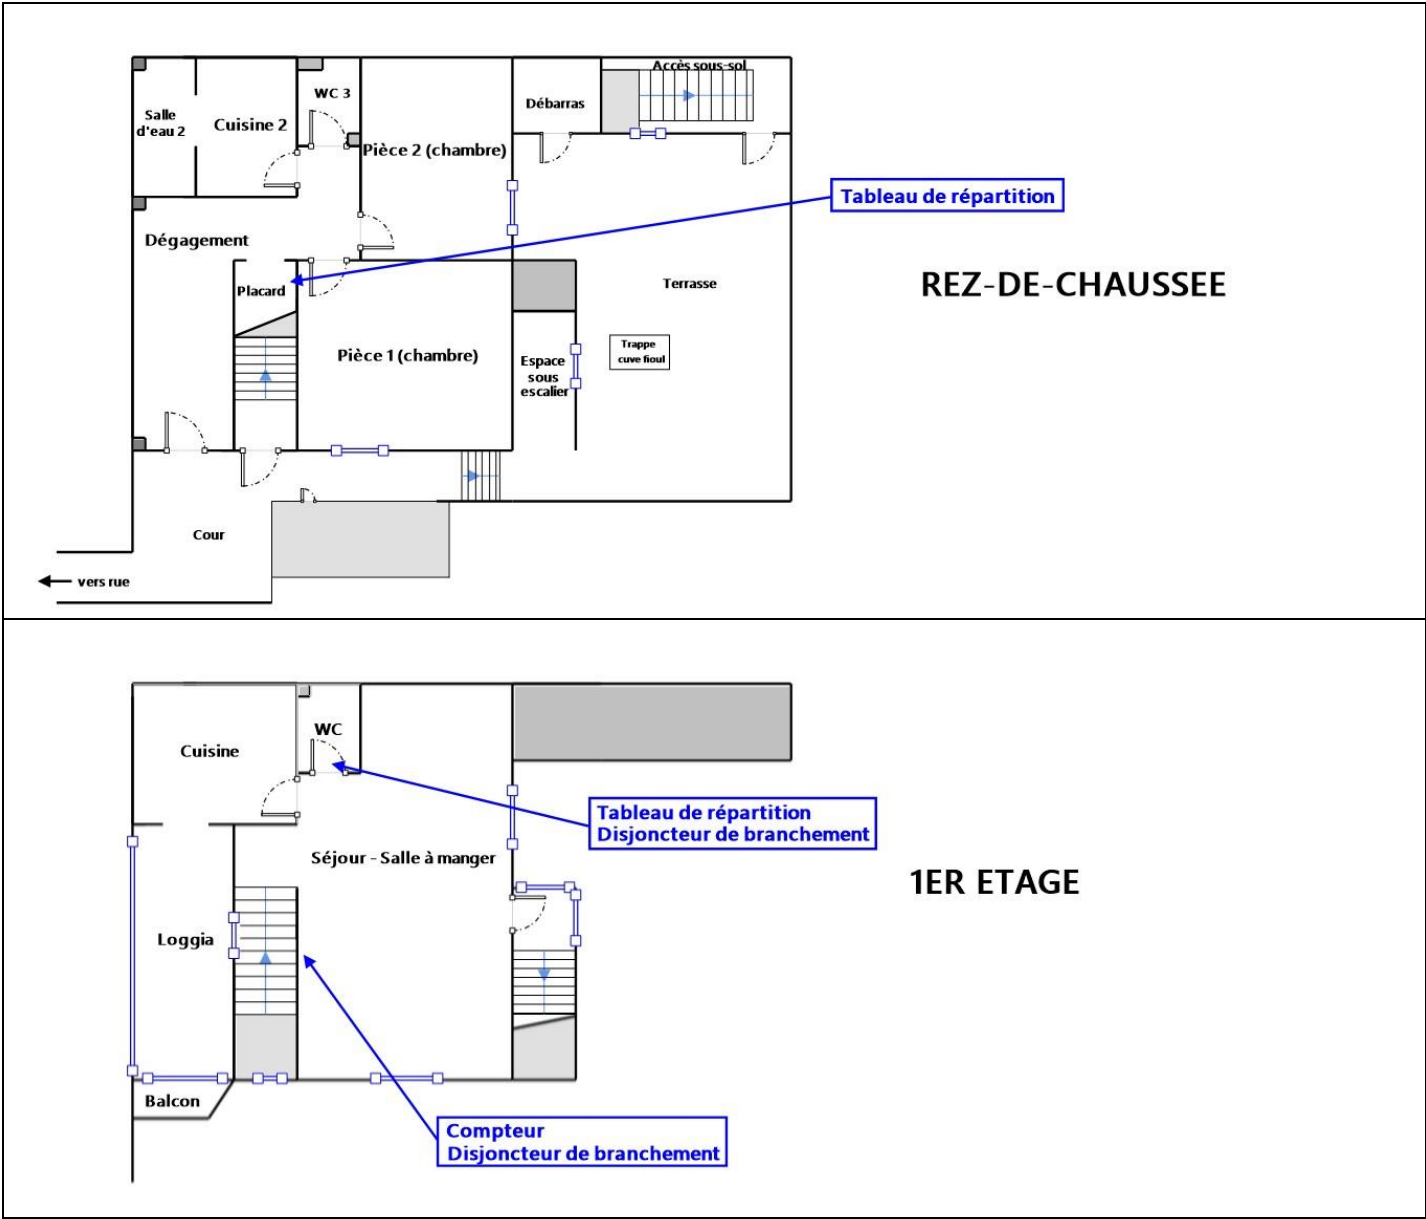 Accès sous-sol
WC 3
Débarras
Salle
d'eau 2
Cuisine 2
Pièce 2 (chambre)
Tableau de répartition
Dégagement
Placard
Terrasse
REZ-DE-CHAUSSEE
Pièce 1 (chambre)
Espace
sous
escalier
Trappe
cuve fioul
Cour
vers rue
WC
Cuisine
Tableau de répartition
Disjoncteur de branchement
Séjour - Salle à manger
1ER ETAGE
Loggia
Balcon
Compteur
Disjoncteur de branchement